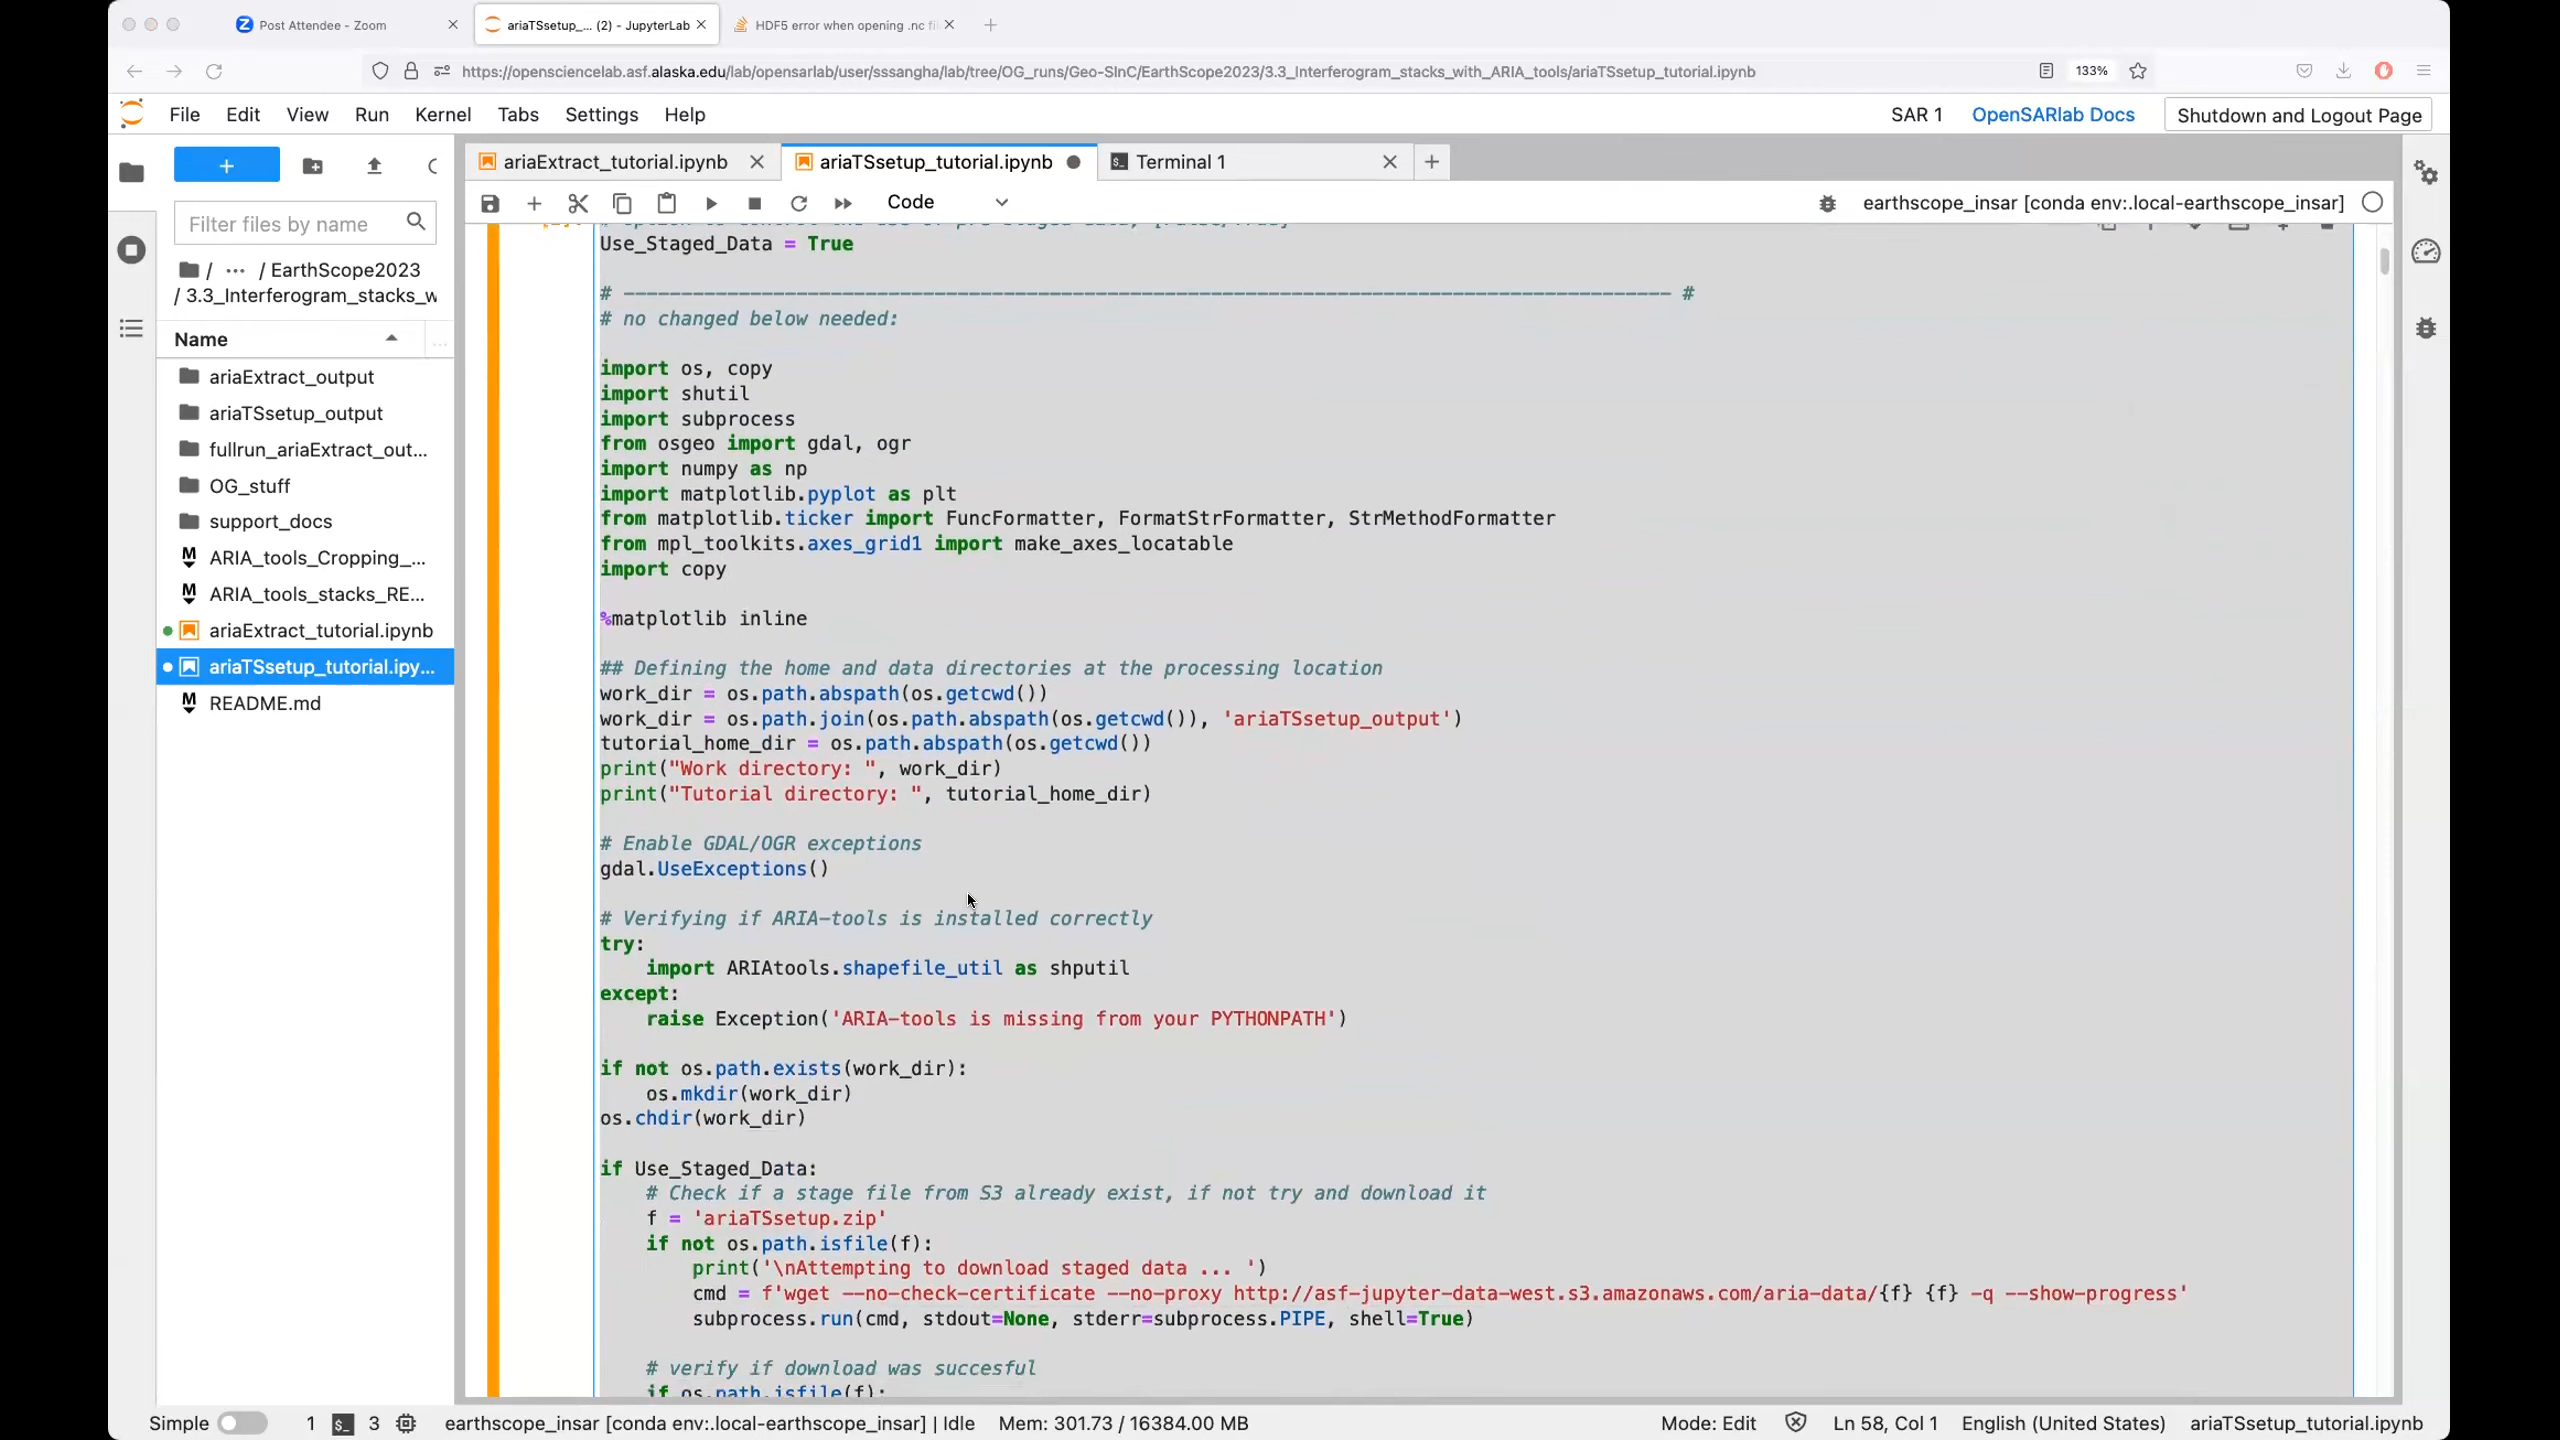 Post Attendee - Zoom
ariaTSsetup_... (2) - JupyterLab
HDF5 error when opening .nc fi
https://opensciencelab.asf.alaska.edu/lab/opensarlab/user/sssangha/lab/tree/OG_runs/Geo-SInC/EarthScope2023/3.3_Interferogram_stacks_with_ARIA_tools/ariaTSsetup_tutorial.ipynb
133%
File Edit View Run Kernel Tabs Settings Help
SAR 1
OpenSARlab Docs
Shutdown and Logout Page
ariaExtract_tutorial.ipynb
ariaTSsetup_tutorial.ipynb
Terminal 1
Code
earthscope_insar [conda env:.local-earthscope_insar]
Filter files by name
/ ... / EarthScope2023
/ 3.3_Interferogram_stacks_w
Name
...
ariaExtract_output
ariaTSsetup_output
fullrun_ariaExtract_out...
OG_stuff
support_docs
ARIA_tools_Cropping_...
ARIA_tools_stacks_RE...
ariaExtract_tutorial.ipynb
ariaTSsetup_tutorial.ipy...
README.md
Use_Staged_Data = True
# ------------------------------------------------------------------------------------------- #
# no changed below needed:
import os, copy
import shutil
import subprocess
from osgeo import gdal, ogr
import numpy as np
import matplotlib.pyplot as plt
from matplotlib.ticker import FuncFormatter, FormatStrFormatter, StrMethodFormatter
from mpl_toolkits.axes_grid1 import make_axes_locatable
import copy
%matplotlib inline
## Defining the home and data directories at the processing location
work_dir = os.path.abspath(os.getcwd())
work_dir = os.path.join(os.path.abspath(os.getcwd()), 'ariaTSsetup_output')
tutorial_home_dir = os.path.abspath(os.getcwd())
print("Work directory: ", work_dir)
print("Tutorial directory: ", tutorial_home_dir)
# Enable GDAL/OGR exceptions
gdal.UseExceptions()
# Verifying if ARIA-tools is installed correctly
try:
import ARIAtools.shapefile_util as shputil
except:
raise Exception('ARIA-tools is missing from your PYTHONPATH')
if not os.path.exists(work_dir):
os.mkdir(work_dir)
os.chdir(work_dir)
if Use_Staged_Data:
# Check if a stage file from S3 already exist, if not try and download it
f = 'ariaTSsetup.zip'
if not os.path.isfile(f):
print('\nAttempting to download staged data ... ')
cmd = f'wget --no-check-certificate --no-proxy http://asf-jupyter-data-west.s3.amazonaws.com/aria-data/{f} {f} -q --show-progress'
subprocess.run(cmd, stdout=None, stderr=subprocess.PIPE, shell=True)
# verify if download was succesful
if os.path.isfile(f):
Simple 1 3 earthscope_insar [conda env:.local-earthscope_insar] | Idle Mem: 301.73 / 16384.00 MB
Mode: Edit Ln 58, Col 1 English (United States) ariaTSsetup_tutorial.ipynb